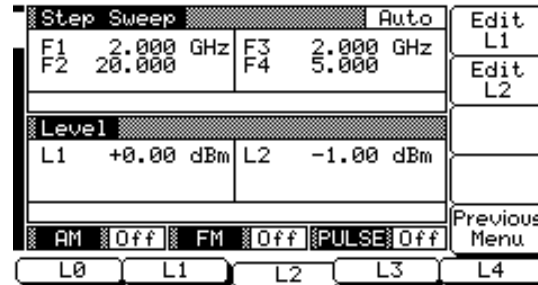 Step Sweep Auto
F1 2.000 GHz F3 2.000 GHz
F2 20.000 F4 5.000
Level
L1 +0.00 dBm L2 -1.00 dBm
AM Off FM Off PULSE Off
Edit
L1
Edit
L2
Previous
Menu
L0 L1 L2 L3 L4